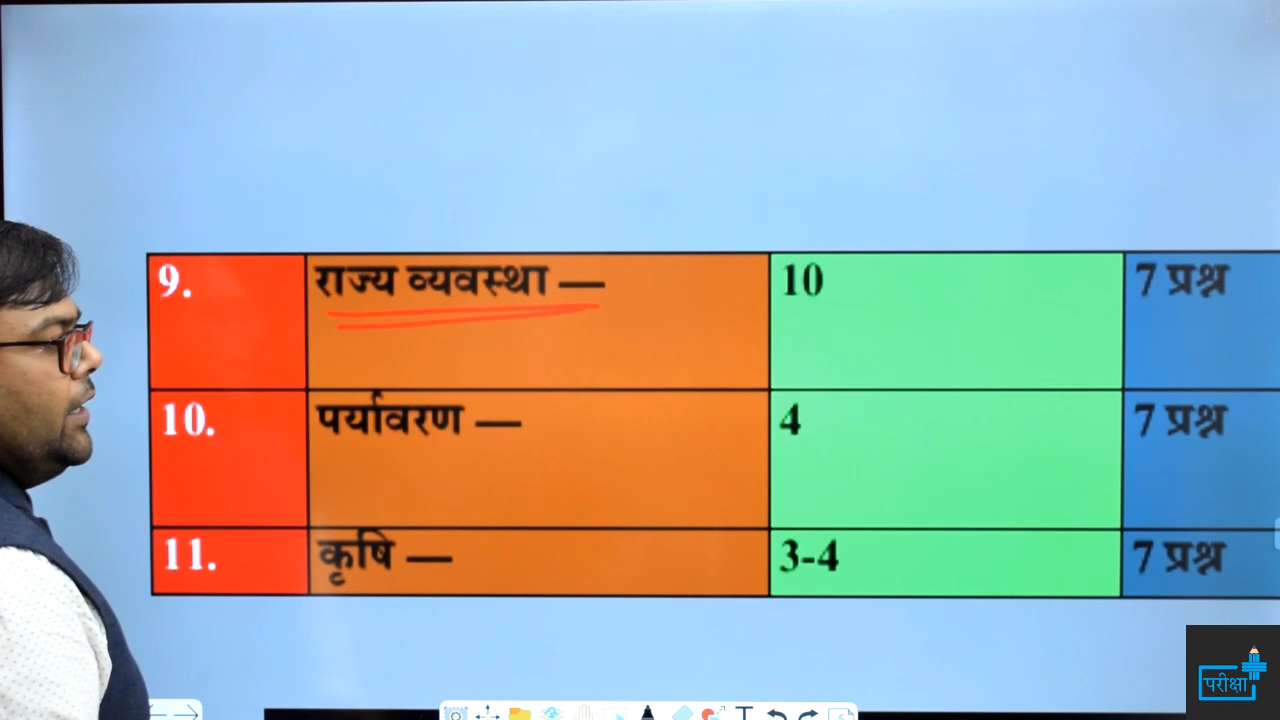 9. राज्य व्यवस्था — 10 7 प्रश्न
10. पर्यावरण — 4 7 प्रश्न
11. कृषि — 3-4 7 प्रश्न
परीक्षा